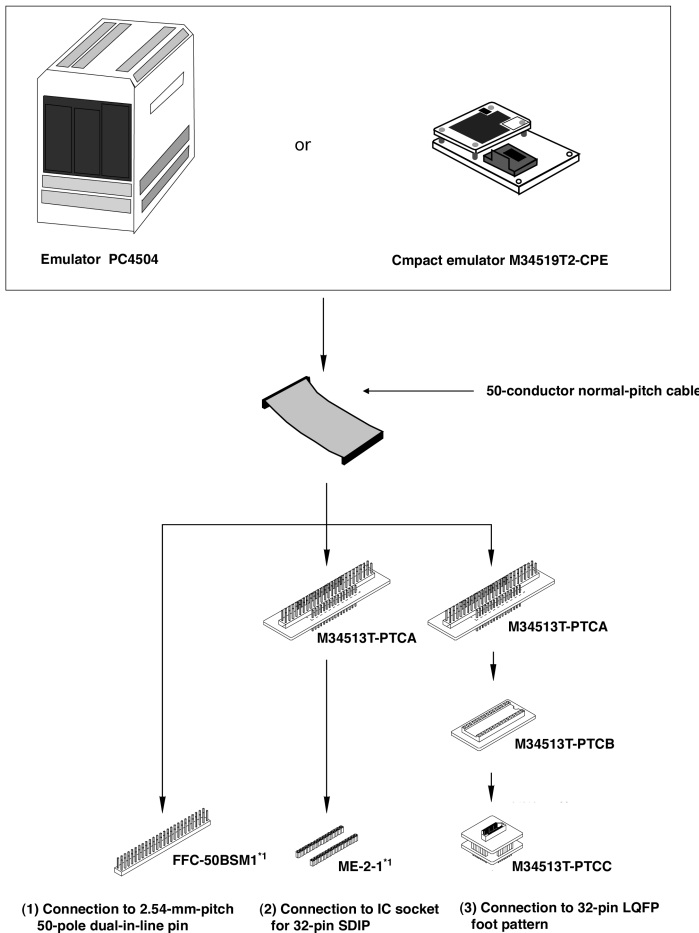 or
Emulator PC4504
Cmpact emulator M34519T2-CPE
50-conductor normal-pitch cable
M34513T-PTCA
M34513T-PTCA
M34513T-PTCB
FFC-50BSM1*1
ME-2-1*1
M34513T-PTCC
(1) Connection to 2.54-mm-pitch
50-pole dual-in-line pin
(2) Connection to IC socket
for 32-pin SDIP
(3) Connection to 32-pin LQFP
foot pattern